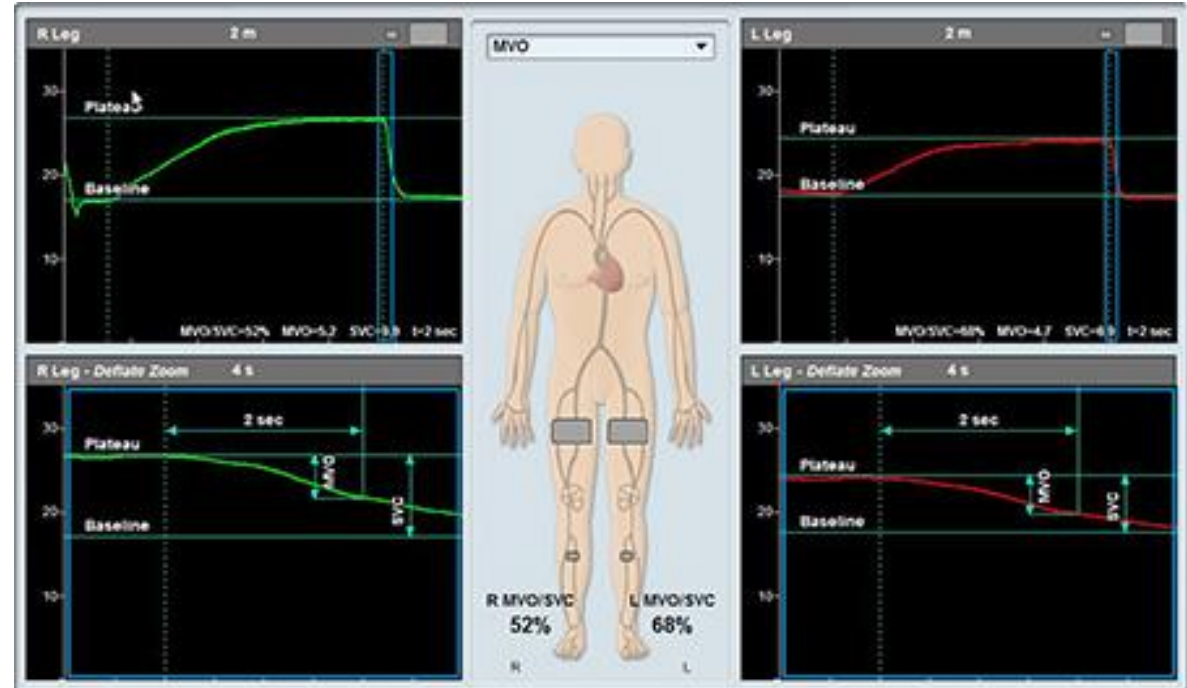 R Leg 2 m
30
Plateau
20
Baseline
10
MVO/SVC=52% MVO=5.2 t=2 sec
MVO
L Leg 2 m
30
Plateau
20
Baseline
10
MVO/SVC=68% MVO=4.7 SVC=6.9 t=2 sec
R Leg - Deflate Zoom 4 s
2 sec
30
Plateau
MVO
SVC
20
Baseline
10
R MVO/SVC L MVO/SVC
52% 68%
R L
L Leg - Deflate Zoom 4 s
2 sec
30
Plateau
MVO
SVC
20
Baseline
10